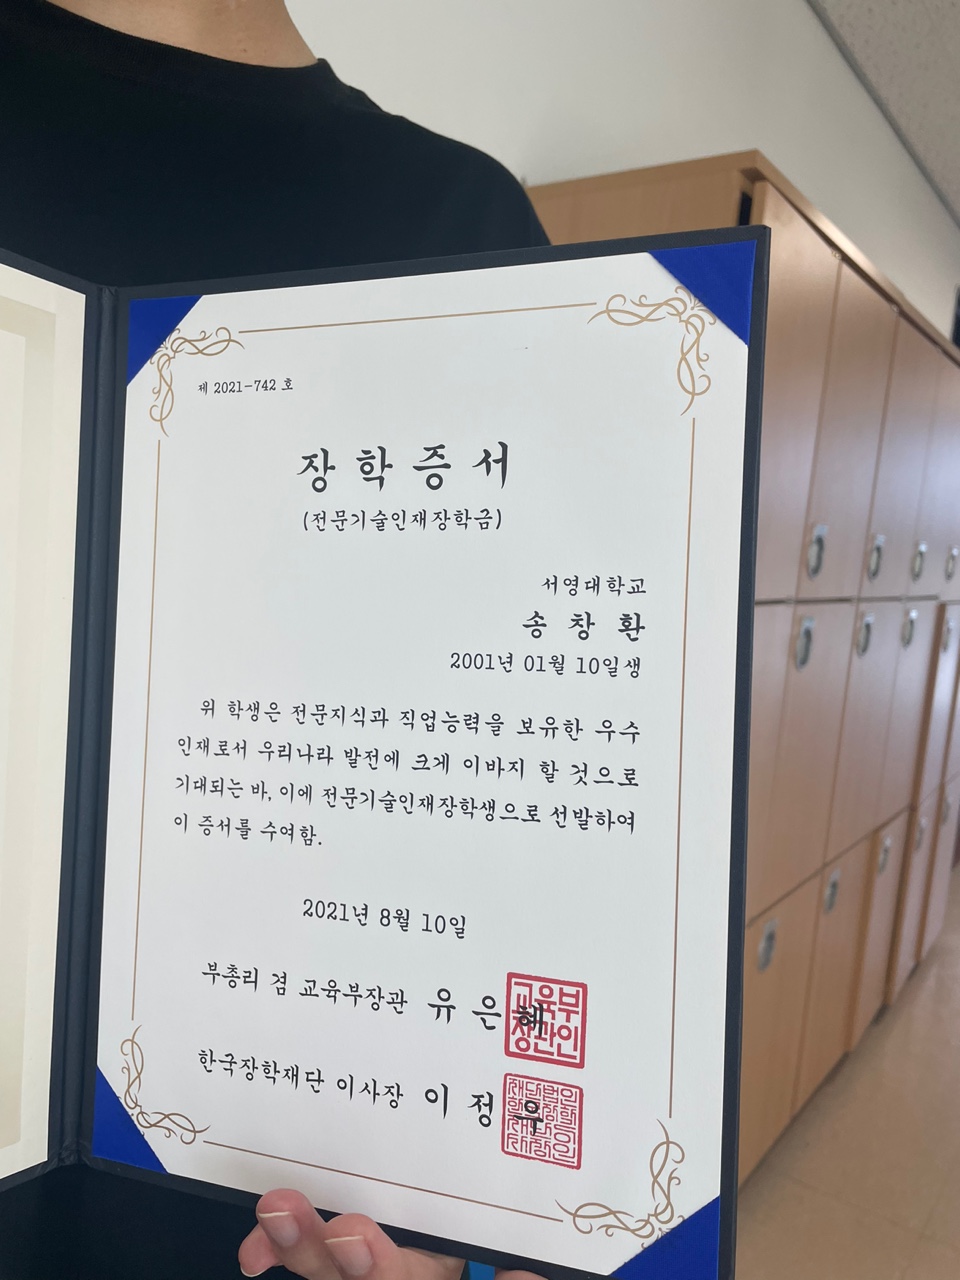 제 2021-742 호
장 학 증 서
(전문기술인재장학금)
서영대학교
송 창 환
2001년 01월 10일생
위 학생은 전문지식과 직업능력을 보유한 우수
인재로서 우리나라 발전에 크게 이바지 할 것으로
기대되는 바, 이에 전문기술인재장학생으로 선발하여
이 증서를 수여함.
2021년 8월 10일
부총리 겸 교육부장관 유 은 혜
교육부
장관인
한국장학재단 이사장 이 정 우